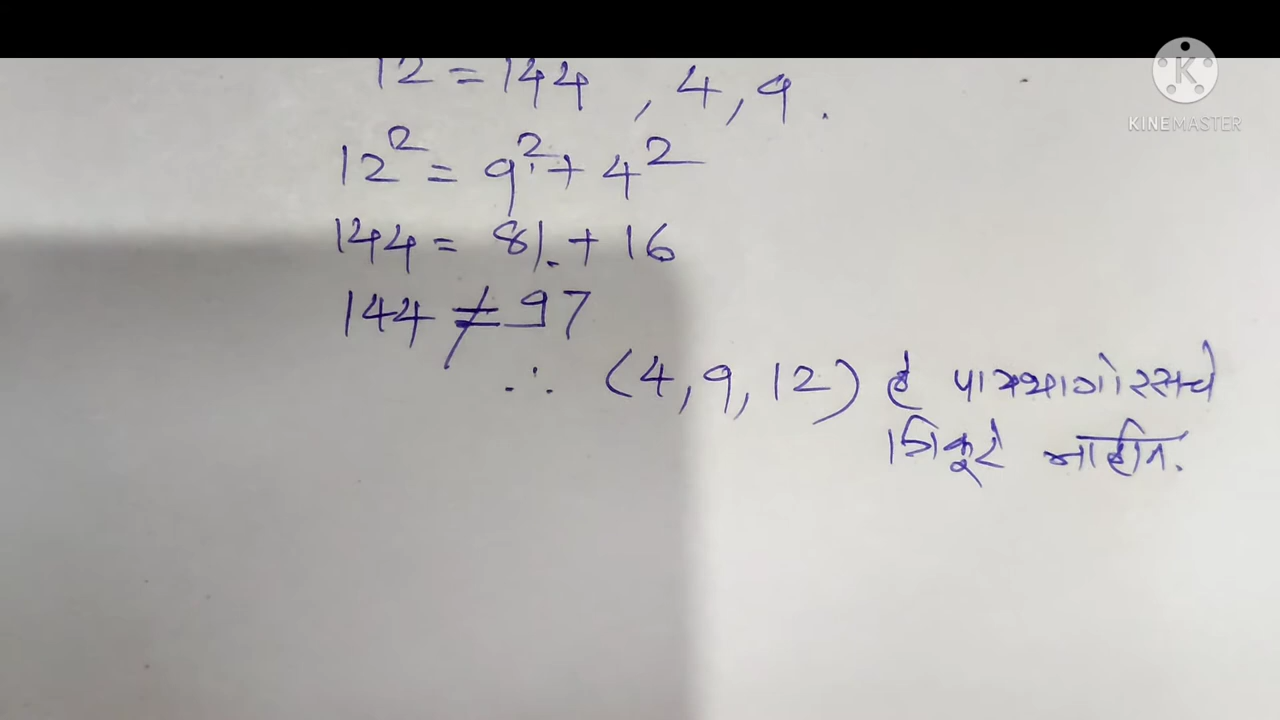 12 = 144 , 4, 9.
12² = 9² + 4²
144 = 81. + 16
144 ≠ 97
∴ (4, 9, 12) हे पायथागोरसचे
त्रिकूटे नाहीत.
KINEMASTER